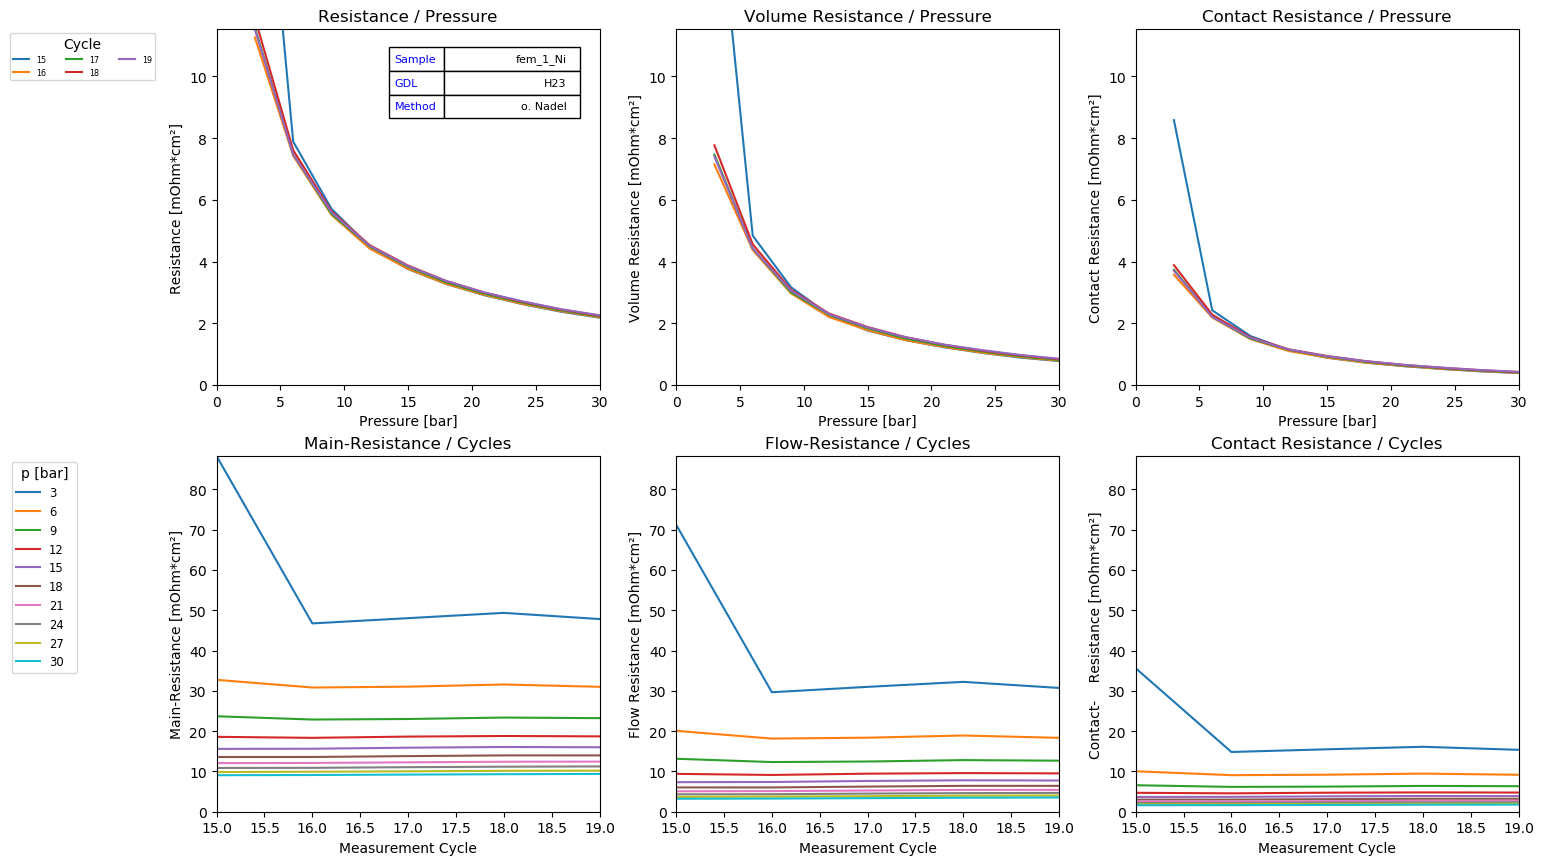 Resistance / Pressure
Volume Resistance / Pressure
Contact Resistance / Pressure
Cycle
15
17
19
16
18
Sample fem_1_Ni
GDL H23
Method o. Nadel
Resistance [mOhm*cm²]
10
8
6
4
2
0
0 5 10 15 20 25 30
Pressure [bar]
Volume Resistance [mOhm*cm²]
10
8
6
4
2
0
0 5 10 15 20 25 30
Pressure [bar]
Contact Resistance [mOhm*cm²]
10
8
6
4
2
0
0 5 10 15 20 25 30
Pressure [bar]
Main-Resistance / Cycles
Flow-Resistance / Cycles
Contact Resistance / Cycles
p [bar]
3
6
9
12
15
18
21
24
27
30
Main-Resistance [mOhm*cm²]
80
70
60
50
40
30
20
10
0
15.0 15.5 16.0 16.5 17.0 17.5 18.0 18.5 19.0
Measurement Cycle
Flow Resistance [mOhm*cm²]
80
70
60
50
40
30
20
10
0
15.0 15.5 16.0 16.5 17.0 17.5 18.0 18.5 19.0
Measurement Cycle
Contact- Resistance [mOhm*cm²]
80
70
60
50
40
30
20
10
0
15.0 15.5 16.0 16.5 17.0 17.5 18.0 18.5 19.0
Measurement Cycle